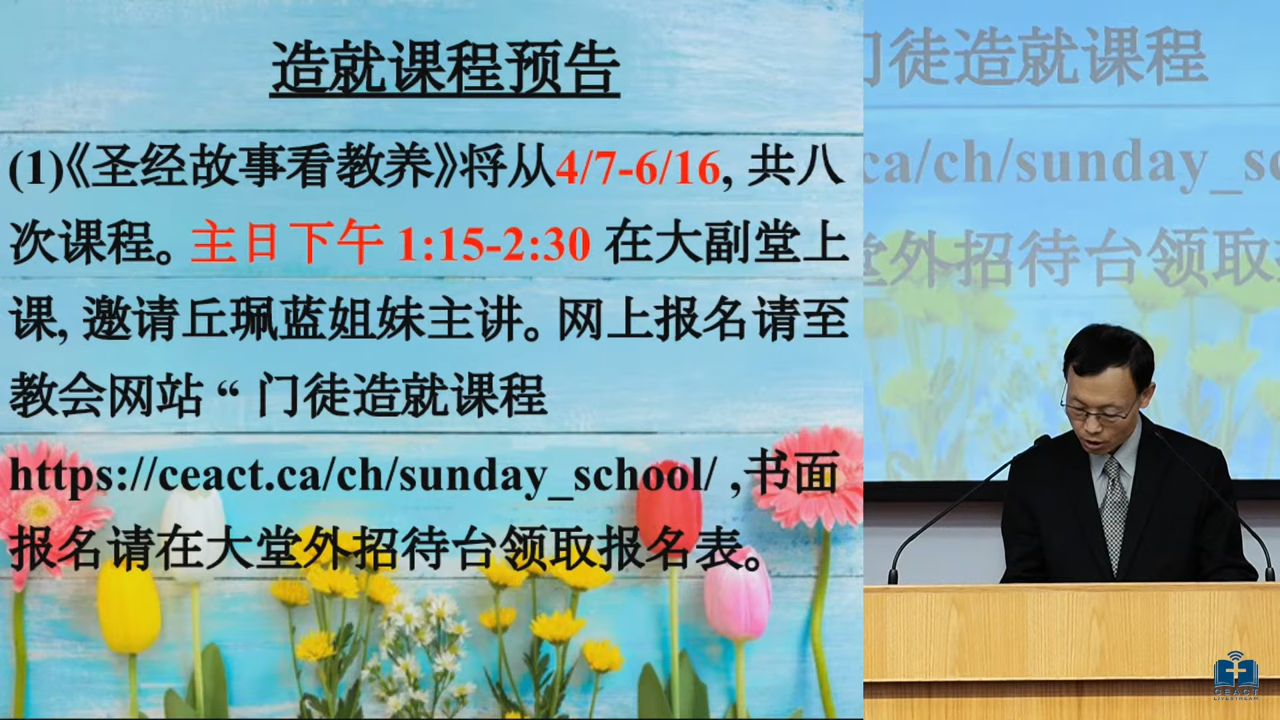 造就课程预告
(1)《圣经故事看教养》将从4/7-6/16, 共八
次课程。主日下午 1:15-2:30 在大副堂上
课, 邀请丘珮蓝姐妹主讲。网上报名请至
教会网站 “ 门徒造就课程
https://ceact.ca/ch/sunday_school/ ,书面
报名请在大堂外招待台领取报名表。
门徒造就课程
.ca/ch/sunday_sc
堂外招待台领取
CEACT
LIVESTREAM